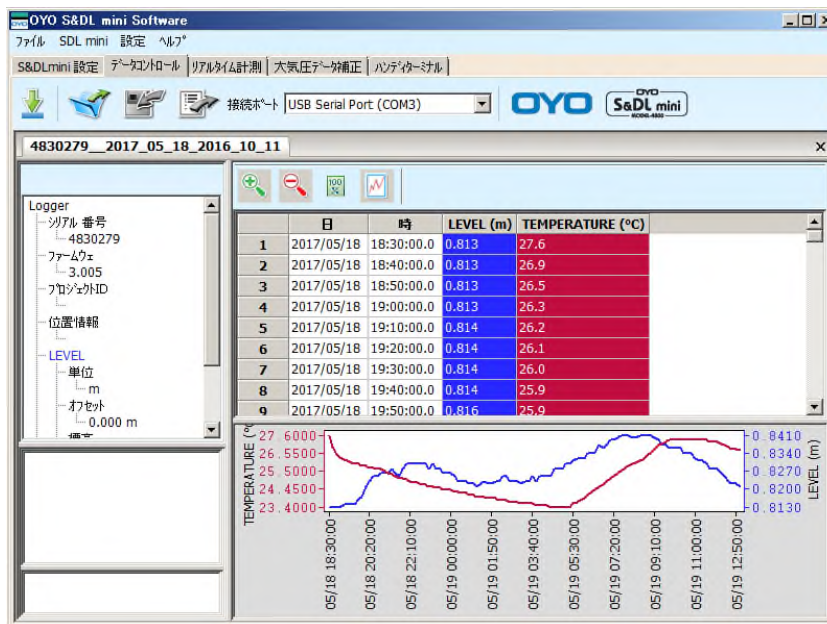 OYO S&DL mini Software
ファイル SDL mini 設定 ヘルプ
S&DLmini 設定 データコントロール リアルタイム計測 大気圧データ補正 ハンディターミナル
接続ポート USB Serial Port (COM3) OYO OYO S&DL mini MODEL-4800
4830279__2017_05_18_2016_10_11
100 %
Logger
シリアル 番号
4830279
ファームウェ
3.005
プロジェクトID
位置情報
LEVEL
単位
m
オフセット
0.000 m
標高
日 時 LEVEL (m) TEMPERATURE (°C)
1 2017/05/18 18:30:00.0 0.813 27.6
2 2017/05/18 18:40:00.0 0.813 26.9
3 2017/05/18 18:50:00.0 0.813 26.5
4 2017/05/18 19:00:00.0 0.813 26.3
5 2017/05/18 19:10:00.0 0.814 26.2
6 2017/05/18 19:20:00.0 0.814 26.1
7 2017/05/18 19:30:00.0 0.814 26.0
8 2017/05/18 19:40:00.0 0.814 25.9
9 2017/05/18 19:50:00.0 0.816 25.9
TEMPERATURE (°C
27.6000
26.5500
25.5000
24.4500
23.4000
0.8410
0.8340
0.8270
0.8200
0.8130
LEVEL (m)
05/18 18:30:00
05/18 20:20:00
05/18 22:10:00
05/19 00:00:00
05/19 01:50:00
05/19 03:40:00
05/19 05:30:00
05/19 07:20:00
05/19 09:10:00
05/19 11:00:00
05/19 12:50:00